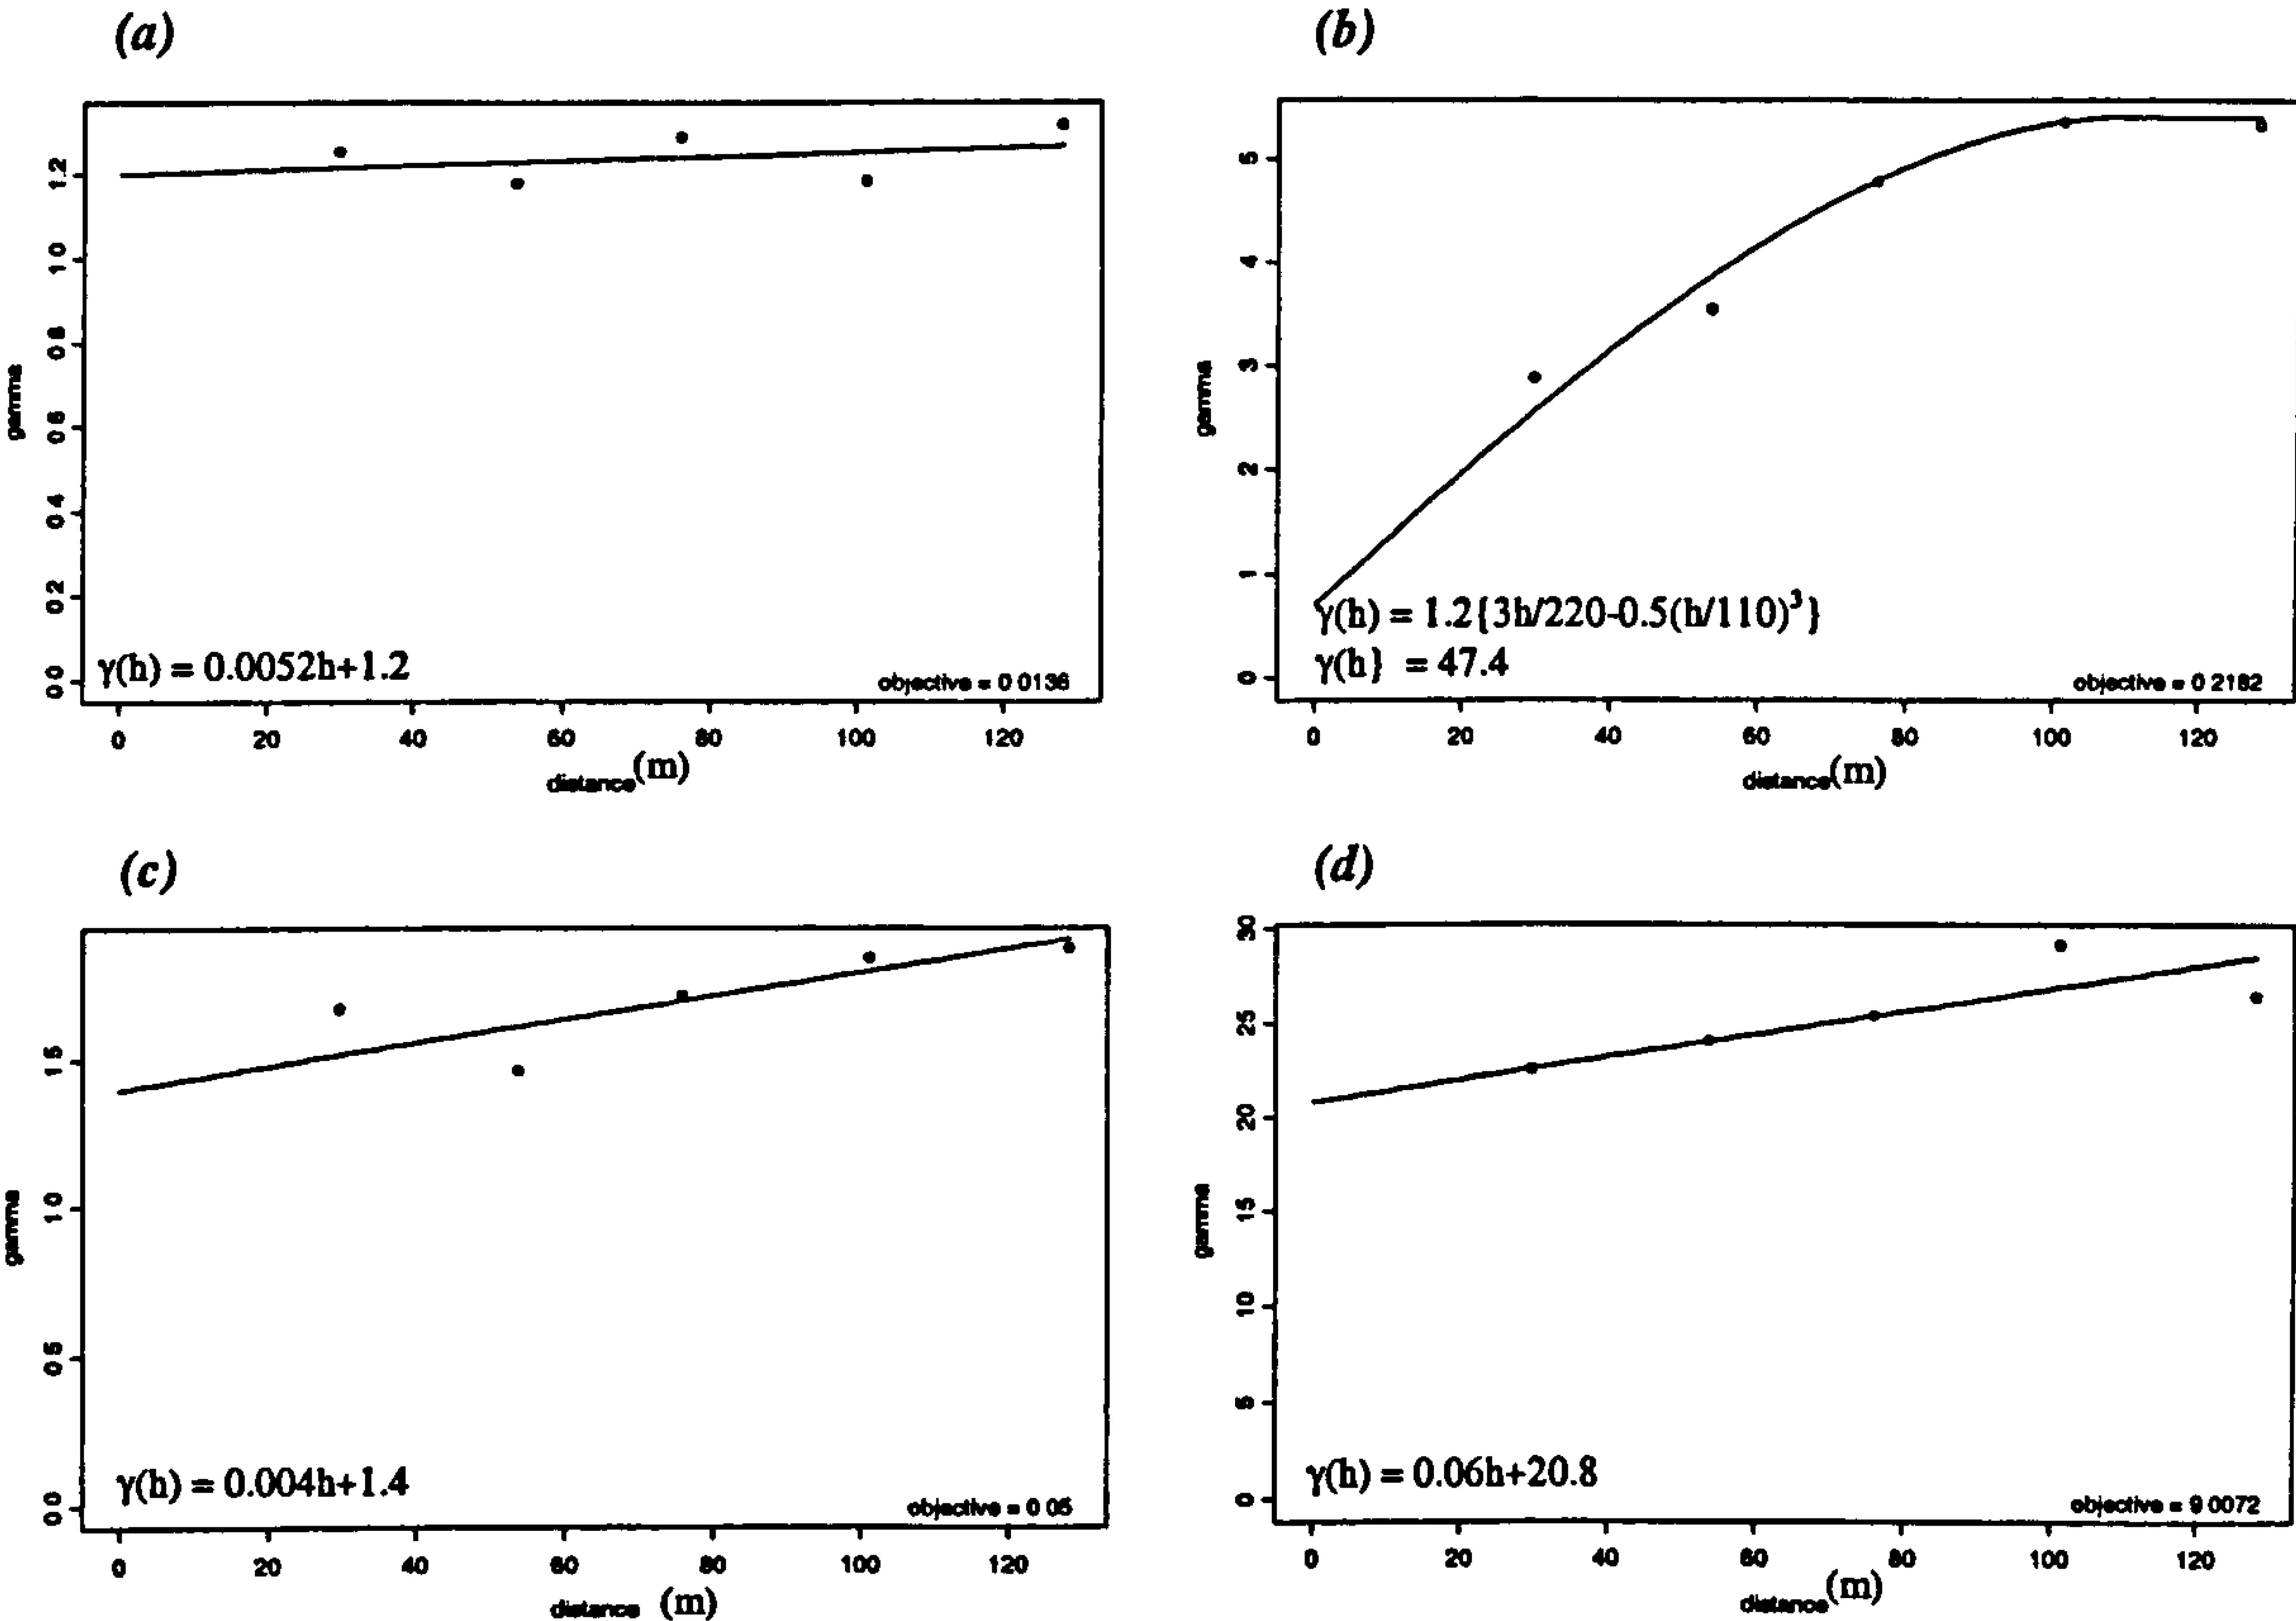 (a)
gamma
0.0 0.2 0.4 0.6 0.8 1.0 1.2
γ(h) = 0.0052h+1.2
objective = 0.0136
0 20 40 60 80 100 120
distance (m)
(b)
gamma
0 1 2 3 4 5
γ(h) = 1.2{3h/220-0.5(h/110)³}
γ(h} = 47.4
objective = 0.2182
0 20 40 60 80 100 120
distance (m)
(c)
gamma
0.0 0.5 1.0 1.5
γ(h) = 0.004h+1.4
objective = 0.05
0 20 40 60 80 100 120
distance (m)
(d)
gamma
0 5 10 15 20 25 30
γ(h) = 0.06h+20.8
objective = 9.0072
0 20 40 60 80 100 120
distance (m)